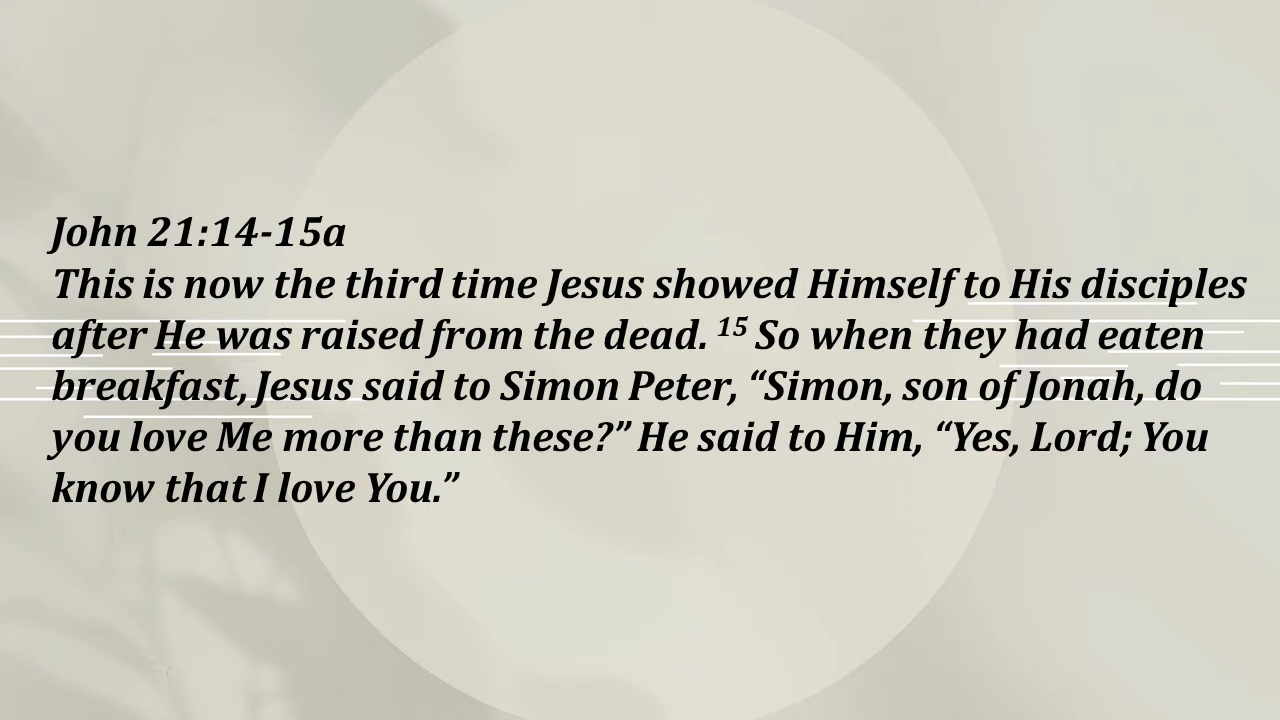 John 21:14-15a
This is now the third time Jesus showed Himself to His disciples
after He was raised from the dead. 15 So when they had eaten
breakfast, Jesus said to Simon Peter, “Simon, son of Jonah, do
you love Me more than these?” He said to Him, “Yes, Lord; You
know that I love You.”